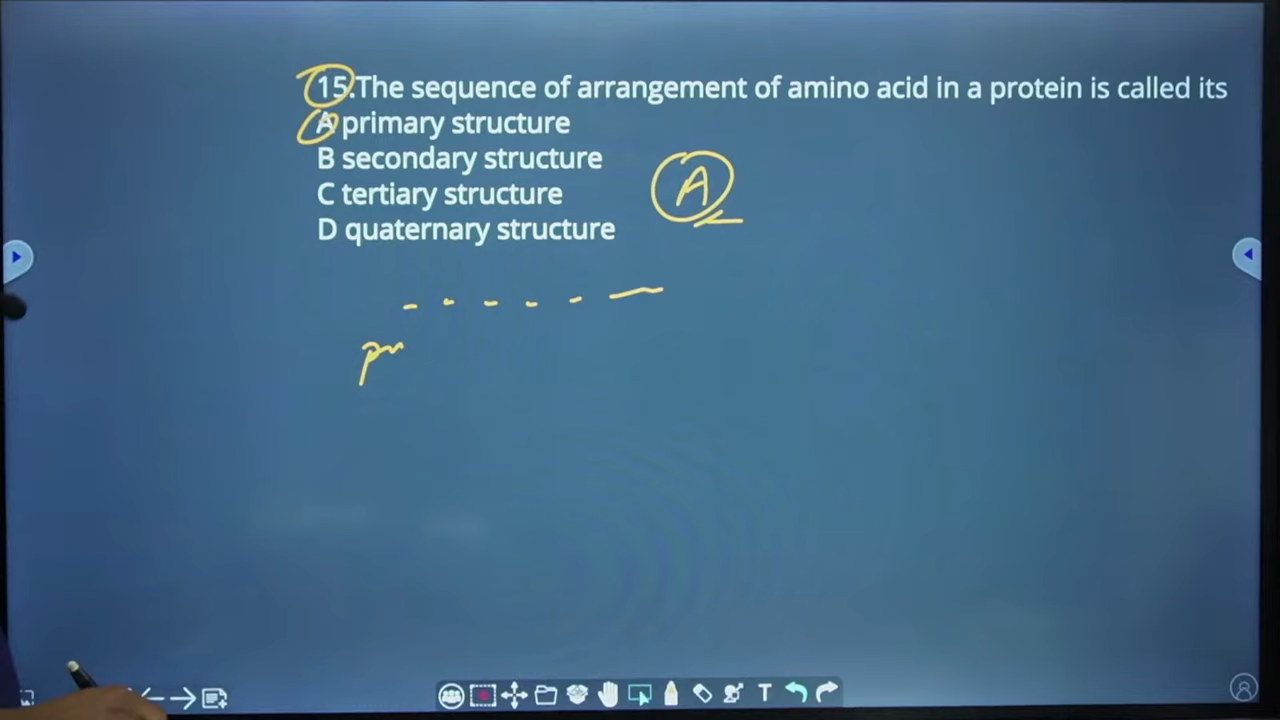 15.The sequence of arrangement of amino acid in a protein is called its
A primary structure
B secondary structure
C tertiary structure
D quaternary structure
A
pr
T